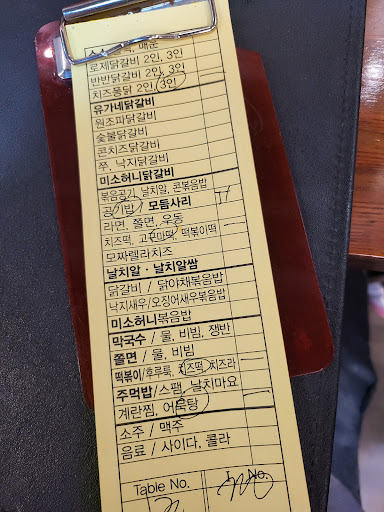 매운
로제닭갈비 2인, 3인
반반닭갈비 2인, 3인
치즈퐁닭 2인, 3인
유가네닭갈비
원조파닭갈비
숯불닭갈비
콘치즈닭갈비
쭈, 낙지닭갈비
미소허니닭갈비
볶음공기, 날치알, 콘볶음밥
공기밥 / 모듬사리
라면, 쫄면, 우동
치즈떡, 고구마떡, 떡볶이떡
모짜렐라치즈
날치알 · 날치알쌈
닭갈비 / 닭야채볶음밥
낙지새우/오징어새우볶음밥
미소허니볶음밥
막국수 / 물, 비빔, 쟁반
쫄면 / 물, 비빔
떡볶이/후루룩, 치즈떡, 치즈라
주먹밥/스팸, 날치마요
계란찜, 어묵탕
소주 / 맥주
음료 / 사이다, 콜라
Table No. No.